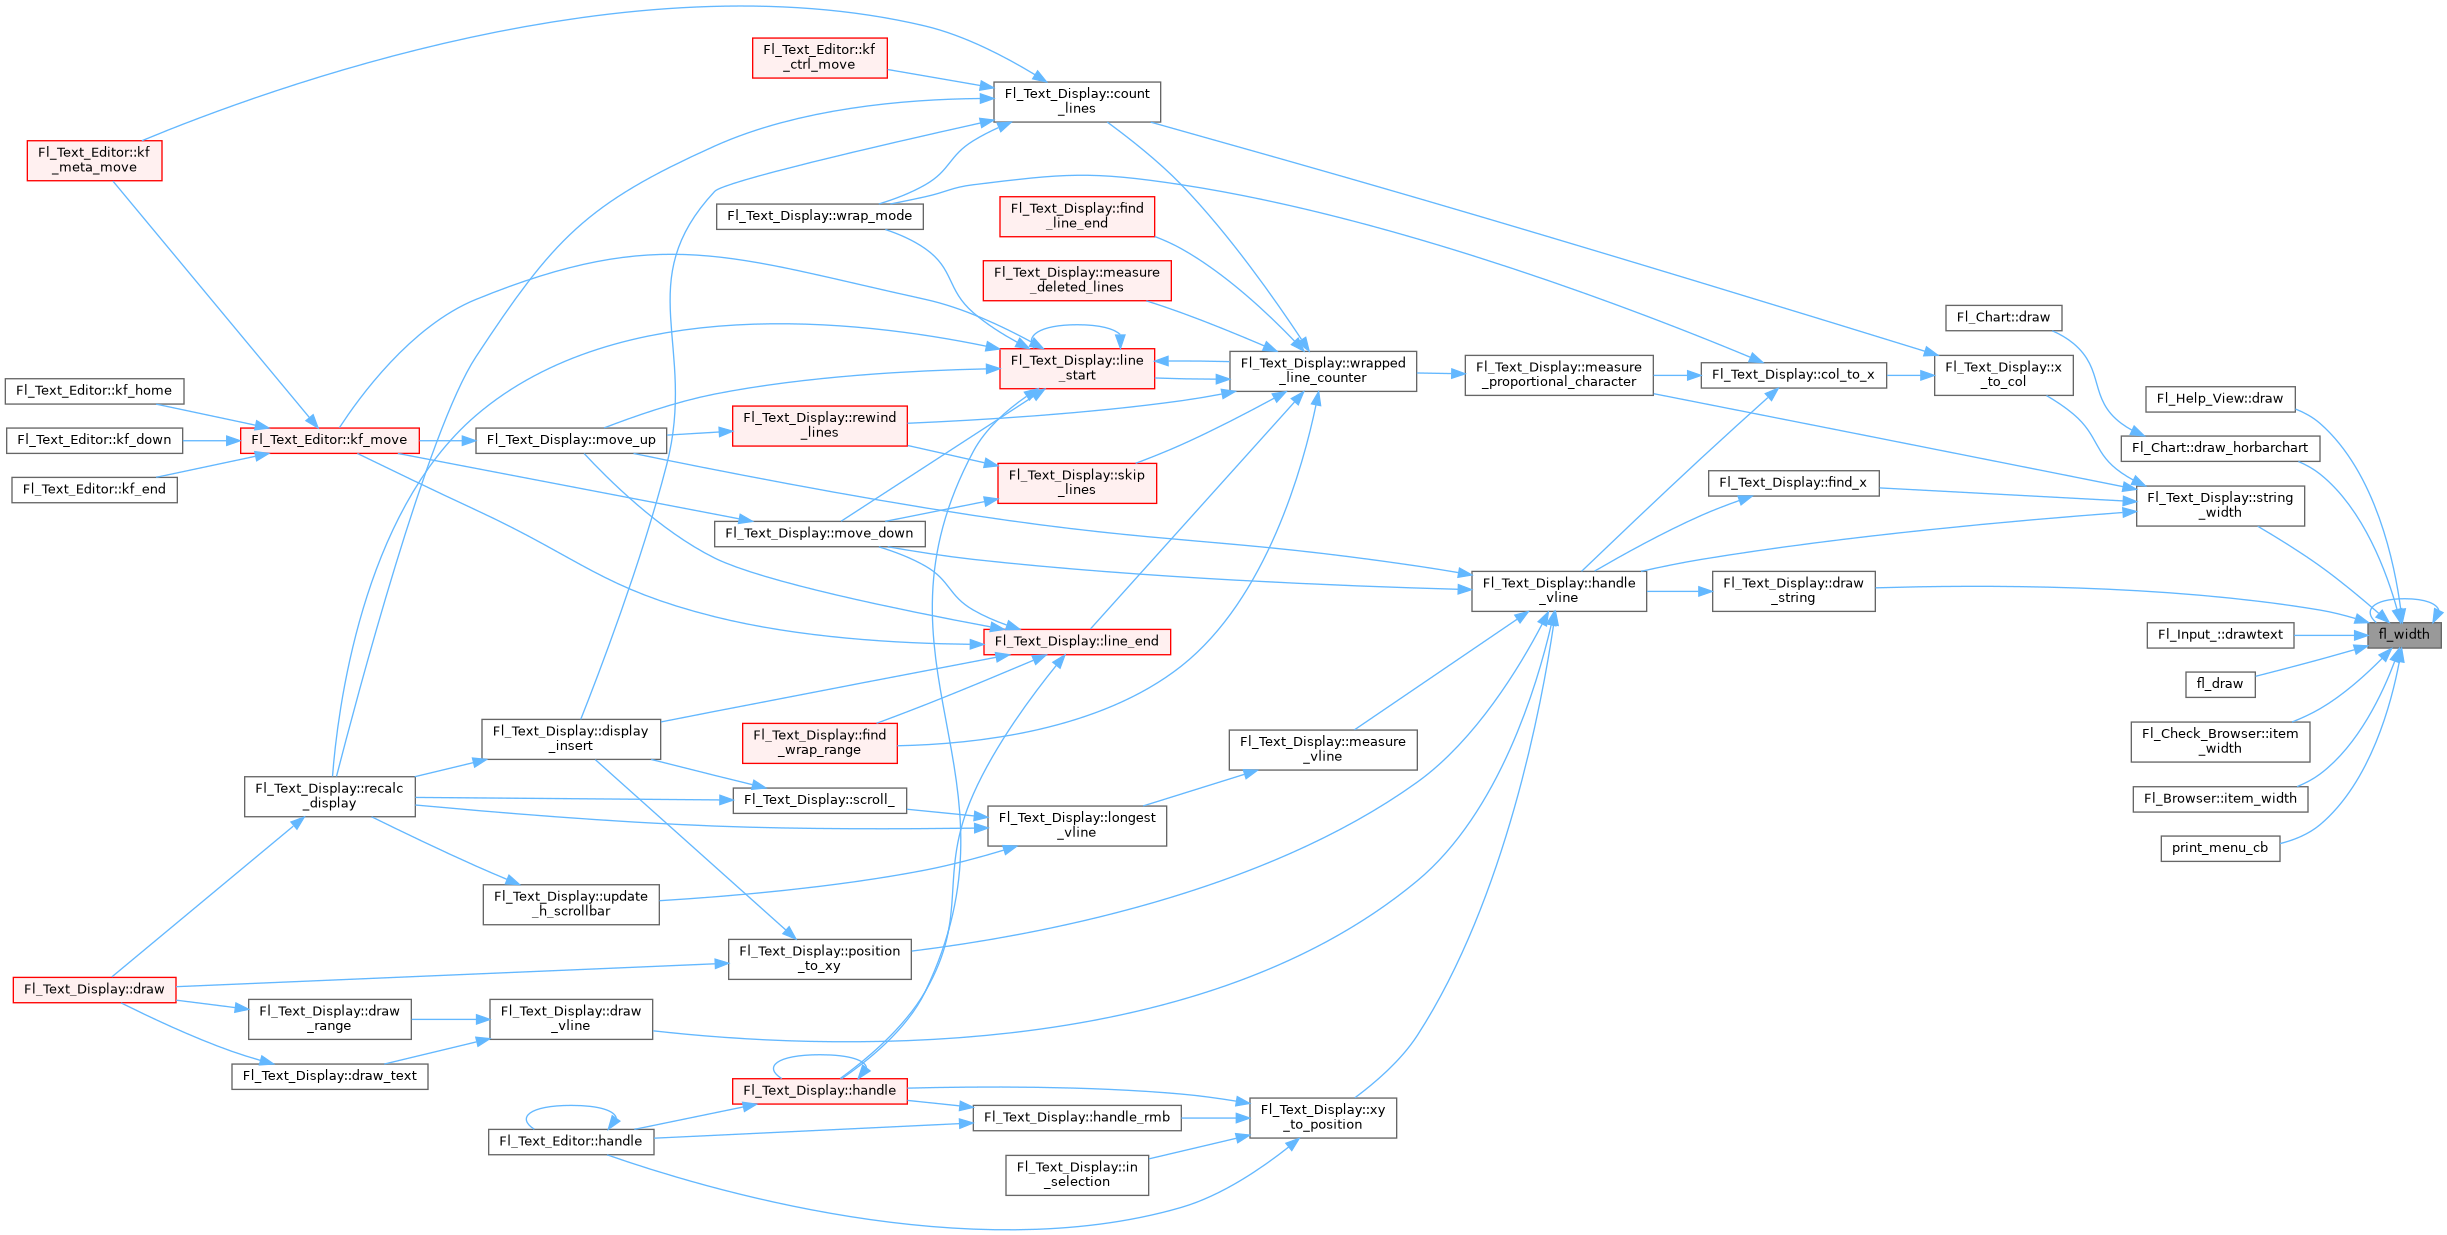 Fl_Text_Editor::kf
_ctrl_move
Fl_Text_Display::count
_lines
Fl_Text_Editor::kf
_meta_move
Fl_Text_Display::wrap_mode
Fl_Text_Display::find
_line_end
Fl_Text_Display::measure
_deleted_lines
Fl_Chart::draw
Fl_Text_Display::line
_start
Fl_Text_Display::wrapped
_line_counter
Fl_Text_Display::measure
_proportional_character
Fl_Text_Display::col_to_x
Fl_Text_Display::x
_to_col
Fl_Text_Editor::kf_home
Fl_Help_View::draw
Fl_Text_Display::rewind
_lines
Fl_Text_Editor::kf_down
Fl_Text_Editor::kf_move
Fl_Text_Display::move_up
Fl_Chart::draw_horbarchart
Fl_Text_Editor::kf_end
Fl_Text_Display::skip
_lines
Fl_Text_Display::find_x
Fl_Text_Display::string
_width
Fl_Text_Display::move_down
Fl_Text_Display::handle
_vline
Fl_Text_Display::draw
_string
Fl_Text_Display::line_end
Fl_Input_::drawtext
fl_width
fl_draw
Fl_Text_Display::display
_insert
Fl_Text_Display::find
_wrap_range
Fl_Text_Display::measure
_vline
Fl_Check_Browser::item
_width
Fl_Text_Display::recalc
_display
Fl_Text_Display::scroll_
Fl_Browser::item_width
Fl_Text_Display::longest
_vline
print_menu_cb
Fl_Text_Display::update
_h_scrollbar
Fl_Text_Display::position
_to_xy
Fl_Text_Display::draw
Fl_Text_Display::draw
_range
Fl_Text_Display::draw
_vline
Fl_Text_Display::draw_text
Fl_Text_Display::handle
Fl_Text_Display::handle_rmb
Fl_Text_Display::xy
_to_position
Fl_Text_Editor::handle
Fl_Text_Display::in
_selection